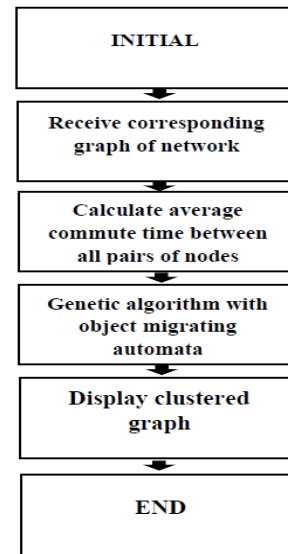 INITIAL
Receive corresponding
graph of network
Calculate average
commute time between
all pairs of nodes
Genetic algorithm with
object migrating
automata
Display clustered
graph
END